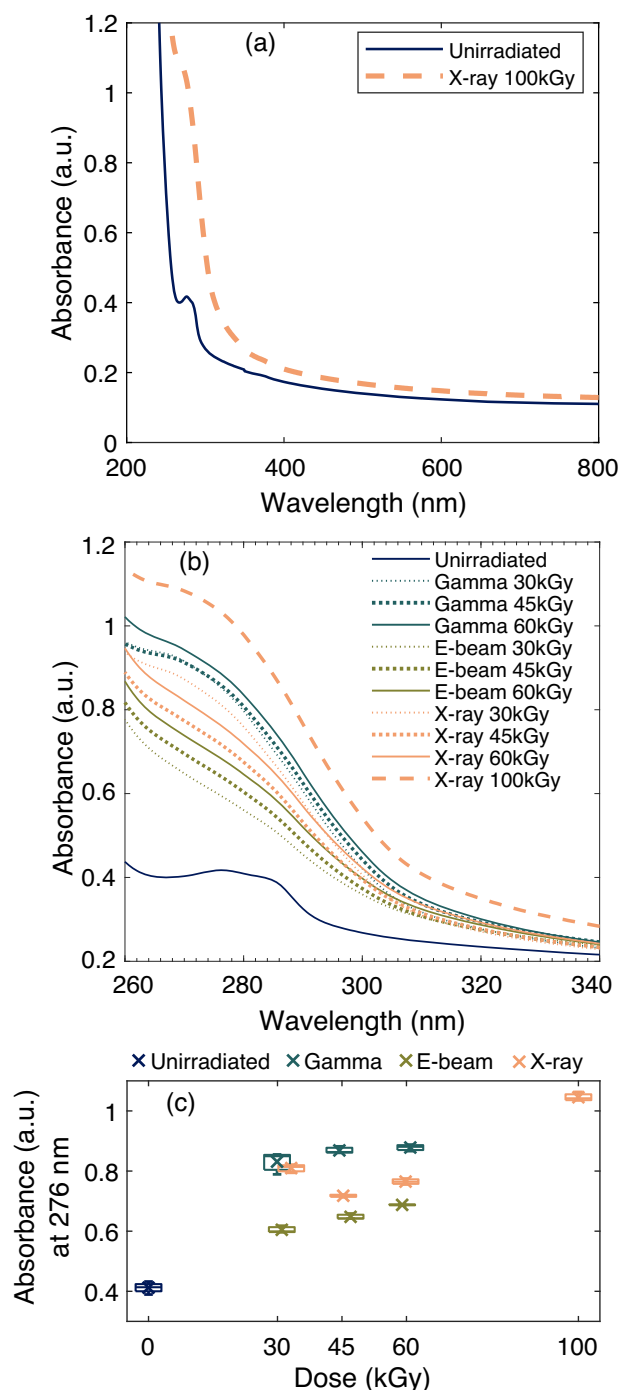 (a)
Unirradiated
X-ray 100kGy
1.2
1
0.8
0.6
0.4
0.2
0
Absorbance (a.u.)
200 400 600 800
Wavelength (nm)
(b)
Unirradiated
Gamma 30kGy
Gamma 45kGy
Gamma 60kGy
E-beam 30kGy
E-beam 45kGy
E-beam 60kGy
X-ray 30kGy
X-ray 45kGy
X-ray 60kGy
X-ray 100kGy
1.2
1
0.8
0.6
0.4
0.2
Absorbance (a.u.)
260 280 300 320 340
Wavelength (nm)
Unirradiated Gamma E-beam X-ray
(c)
1
0.8
0.6
0.4
Absorbance (a.u.)
at 276 nm
0 30 45 60 100
Dose (kGy)